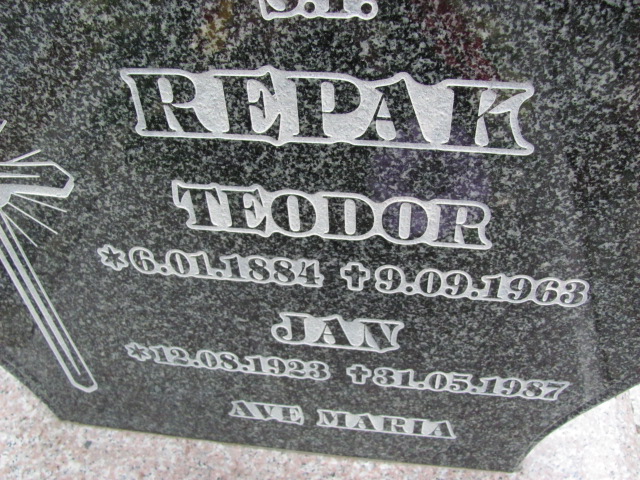 Ś.P.
REPAK
TEODOR
*6.01.1884 ✝9.09.1963
JAN
*12.08.1923 ✝31.05.1987
AVE MARIA